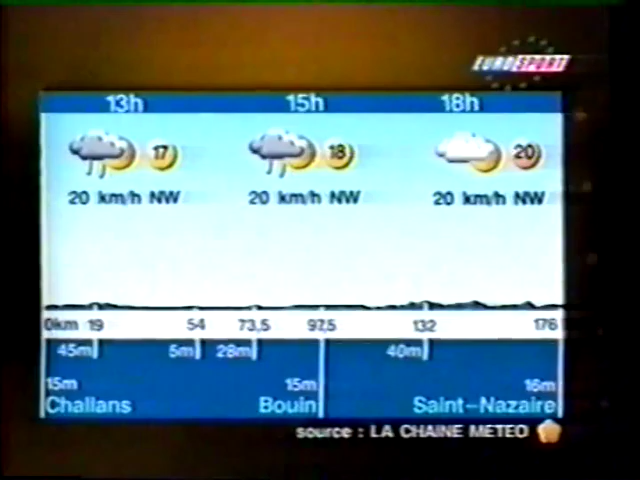 EUROSPORT
13h 15h 18h
17 18 20
20 km/h NW 20 km/h NW 20 km/h NW
0km 19 54 73,5 97,5 132 176
45m 5m 28m 40m
15m 15m 16m
Challans Bouin Saint-Nazaire
source : LA CHAINE METEO